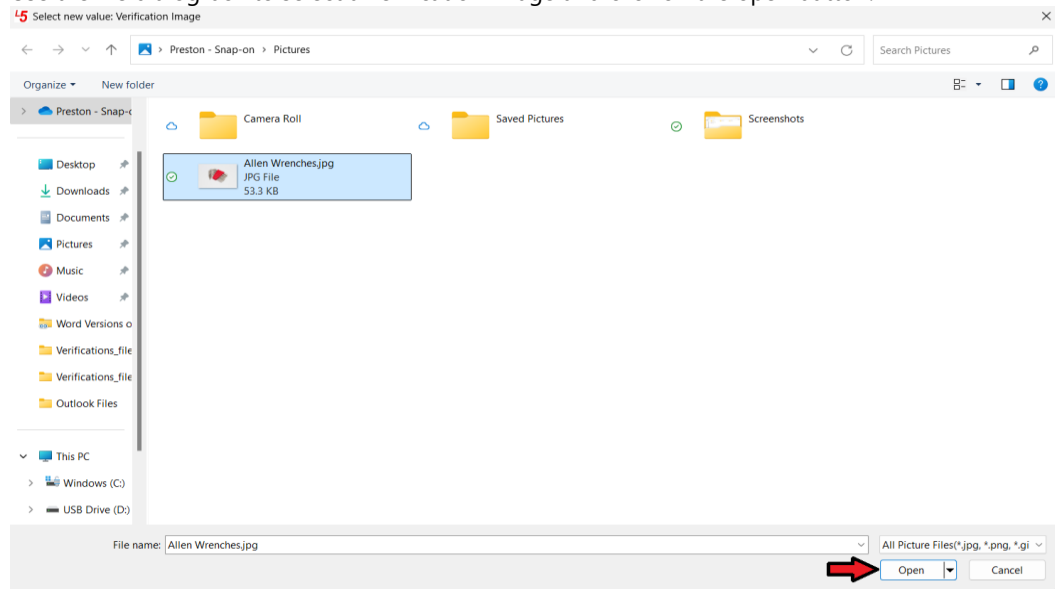 L5 Select new value: Verification Image
Preston - Snap-on > Pictures
Search Pictures
Organize
New folder
Preston - Snap-
Camera Roll
Saved Pictures
Screenshots
Allen Wrenches.jpg
JPG File
53.3 KB
Desktop
Downloads
Documents
Pictures
Music
Videos
Word Versions o
Verifications_file
Verifications_file
Outlook Files
This PC
Windows (C:)
USB Drive (D:)
File name: Allen Wrenches.jpg
All Picture Files(*.jpg, *.png, *.gi
Open
Cancel